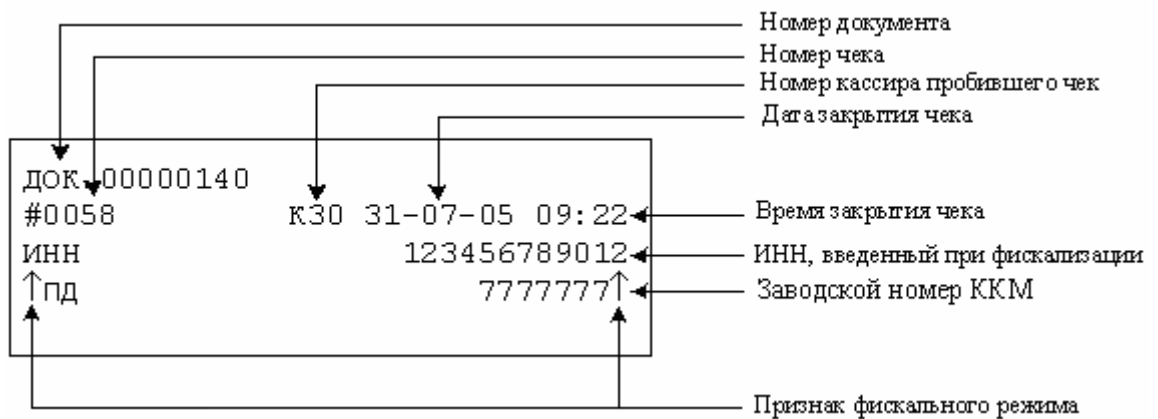 Номер документа
Номер чека
Номер кассира пробившего чек
Дата закрытия чека
ДОК.00000140
#0058 К30 31-07-05 09:22
Время закрытия чека
ИНН 123456789012
ИНН, введенный при фискализации
↑ПД 7777777↑
Заводской номер ККМ
Признак фискального режима